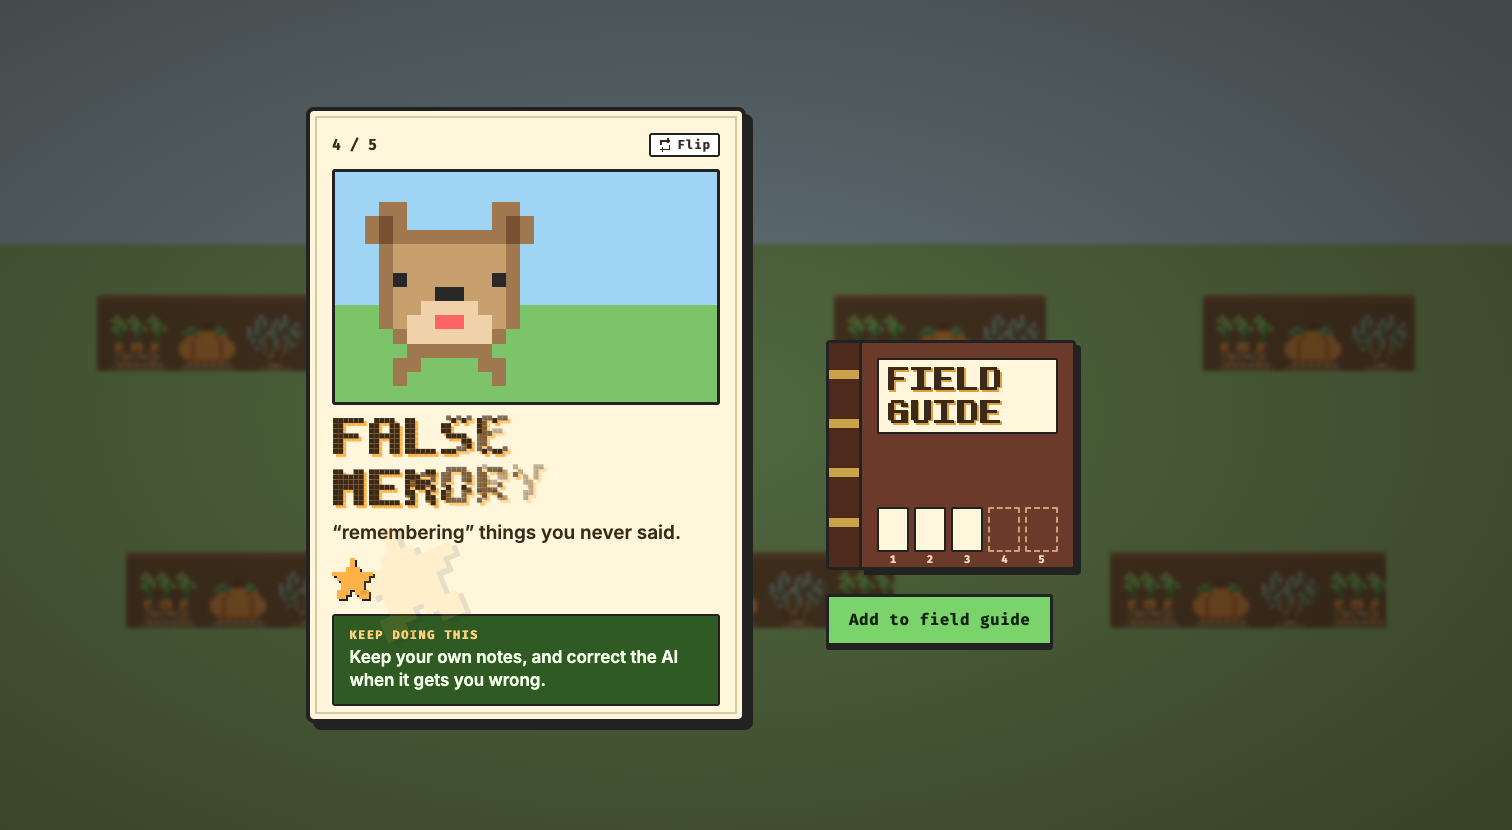 4 / 5
Flip
FALSE
MEMORY
“remembering” things you never said.
KEEP DOING THIS
Keep your own notes, and correct the AI
when it gets you wrong.
FIELD
GUIDE
1 2 3 4 5
Add to field guide